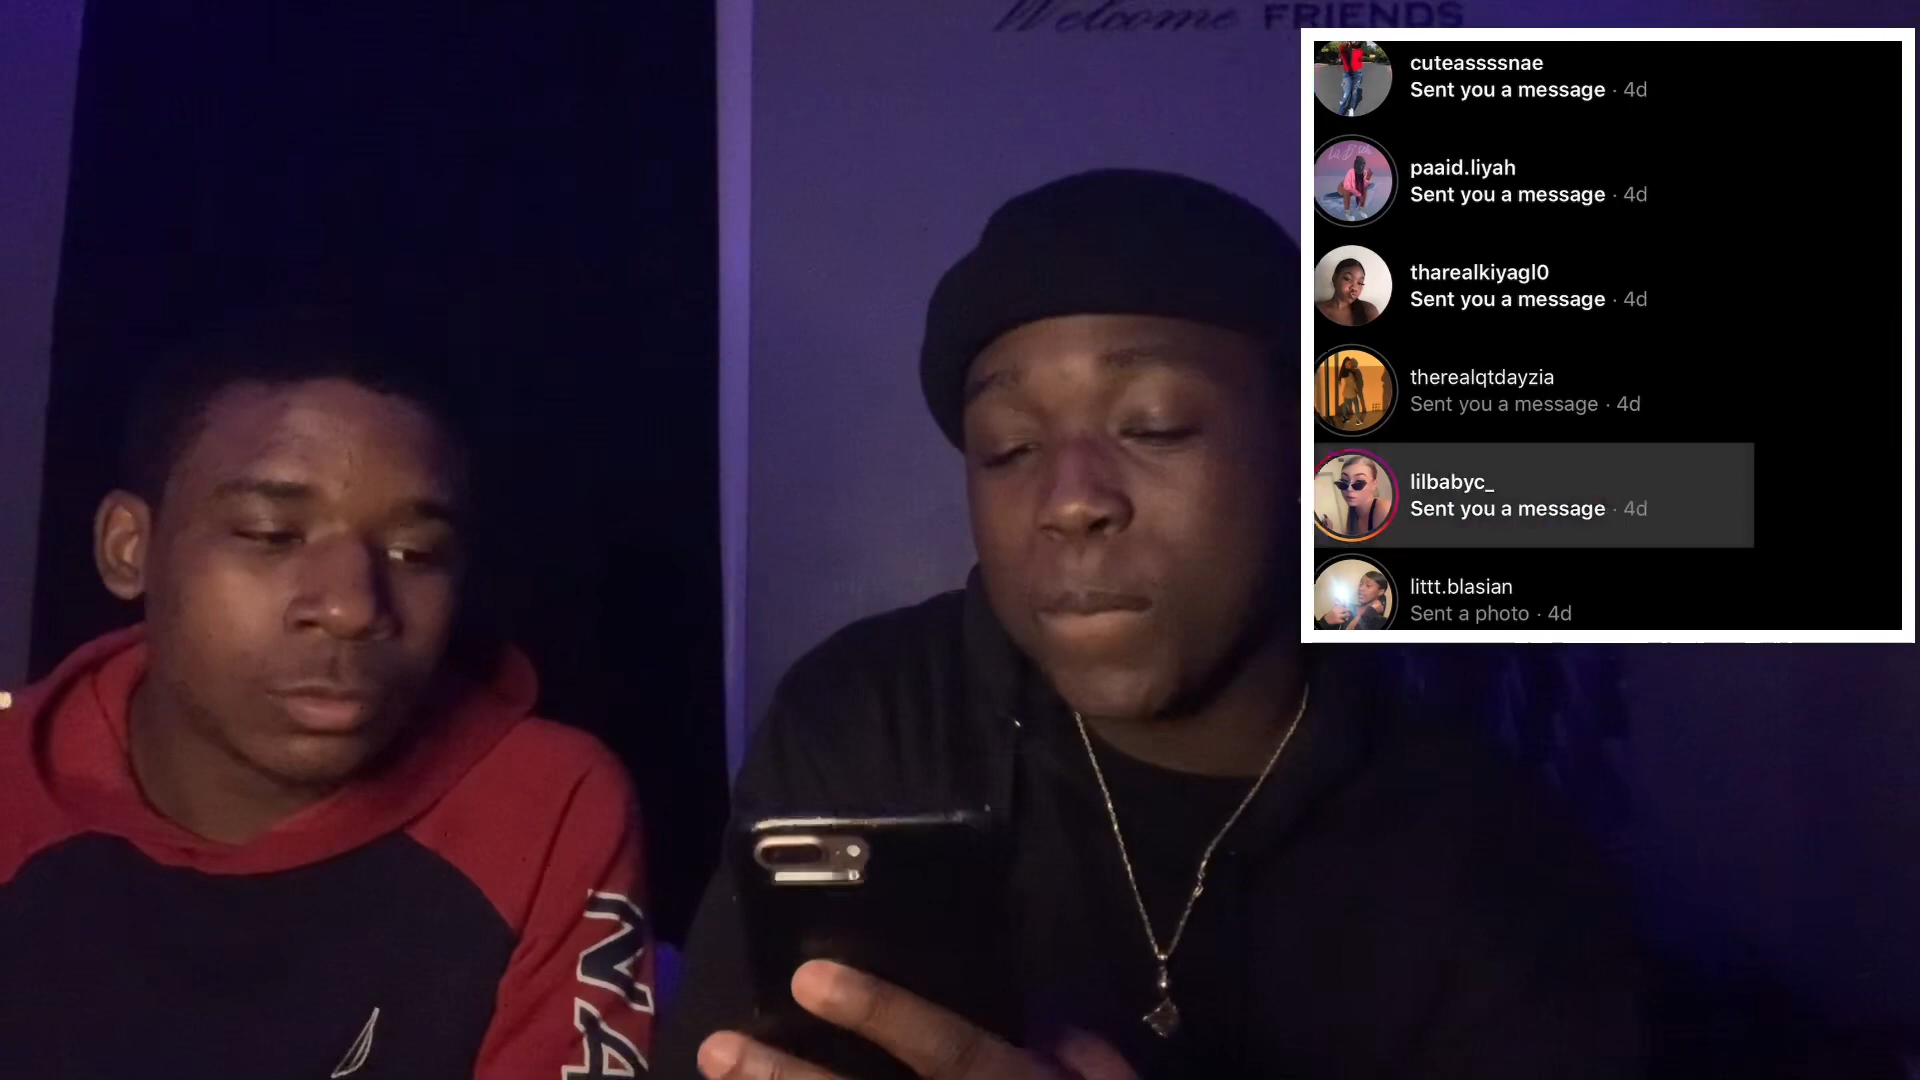 Welcome FRIENDS
cuteassssnae
Sent you a message · 4d
paaid.liyah
Sent you a message · 4d
tharealkiyagl0
Sent you a message · 4d
therealqtdayzia
Sent you a message · 4d
lilbabyc_
Sent you a message · 4d
littt.blasian
Sent a photo · 4d
NA